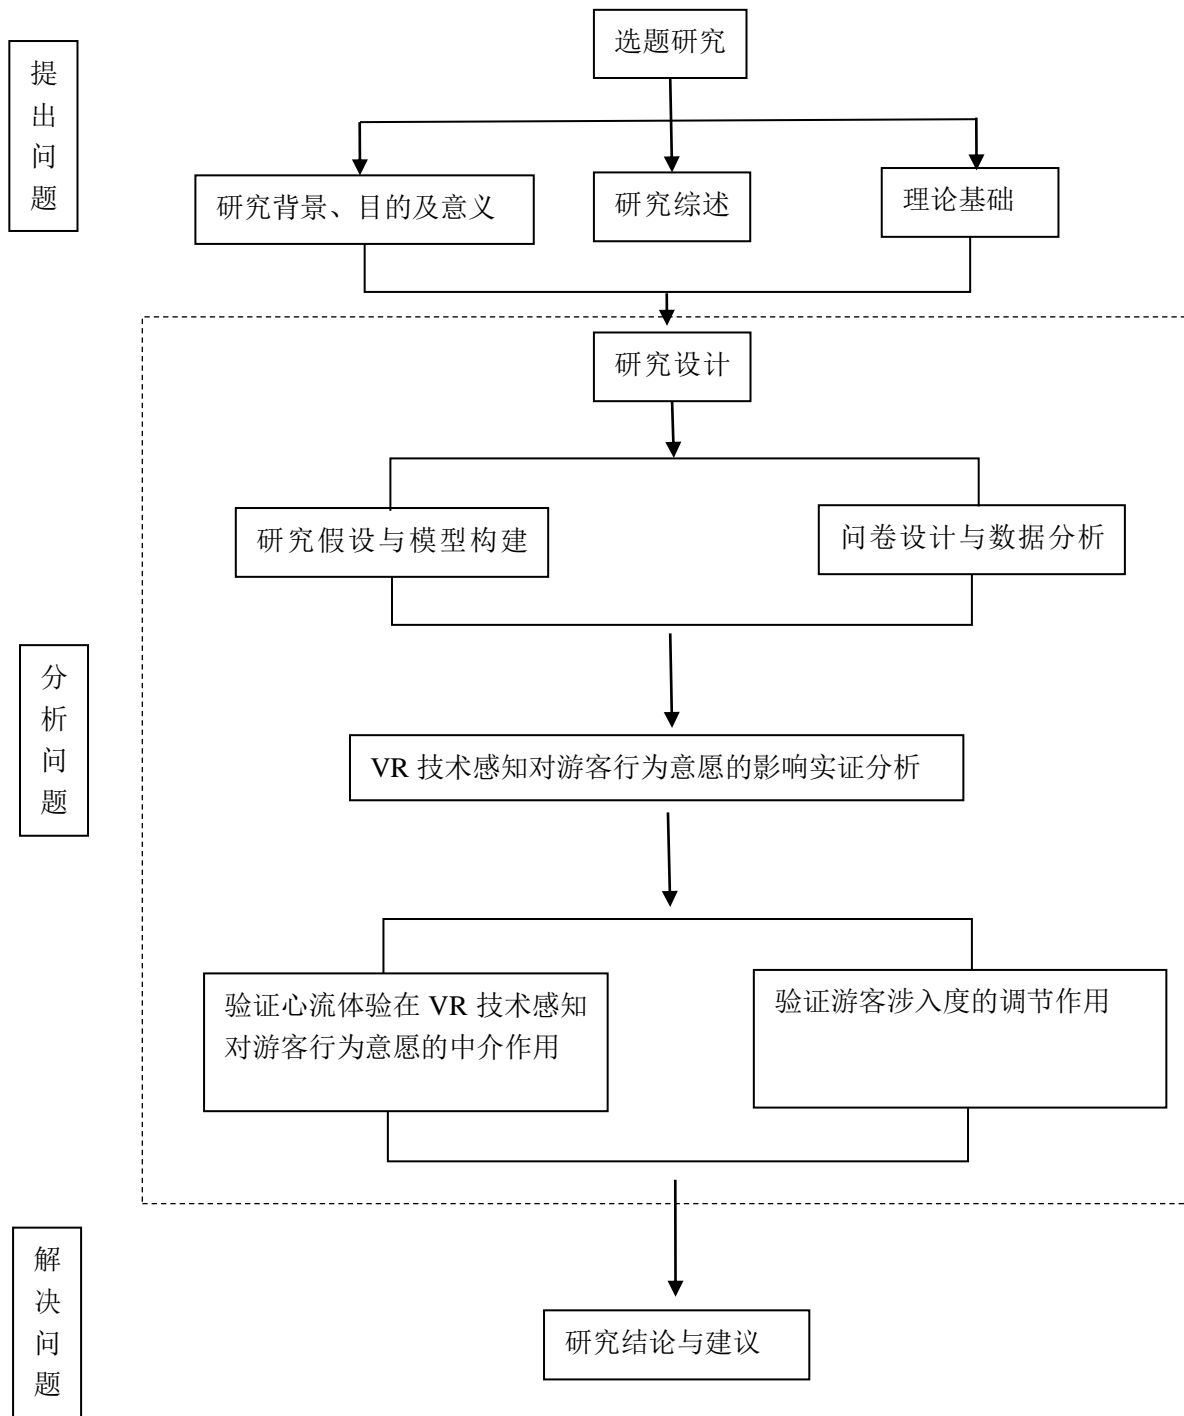 选题研究
提
出
问
题
研究背景、目的及意义
研究综述
理论基础
研究设计
研究假设与模型构建
问卷设计与数据分析
分
析
问
题
VR 技术感知对游客行为意愿的影响实证分析
验证心流体验在 VR 技术感知
对游客行为意愿的中介作用
验证游客涉入度的调节作用
解
决
问
题
研究结论与建议